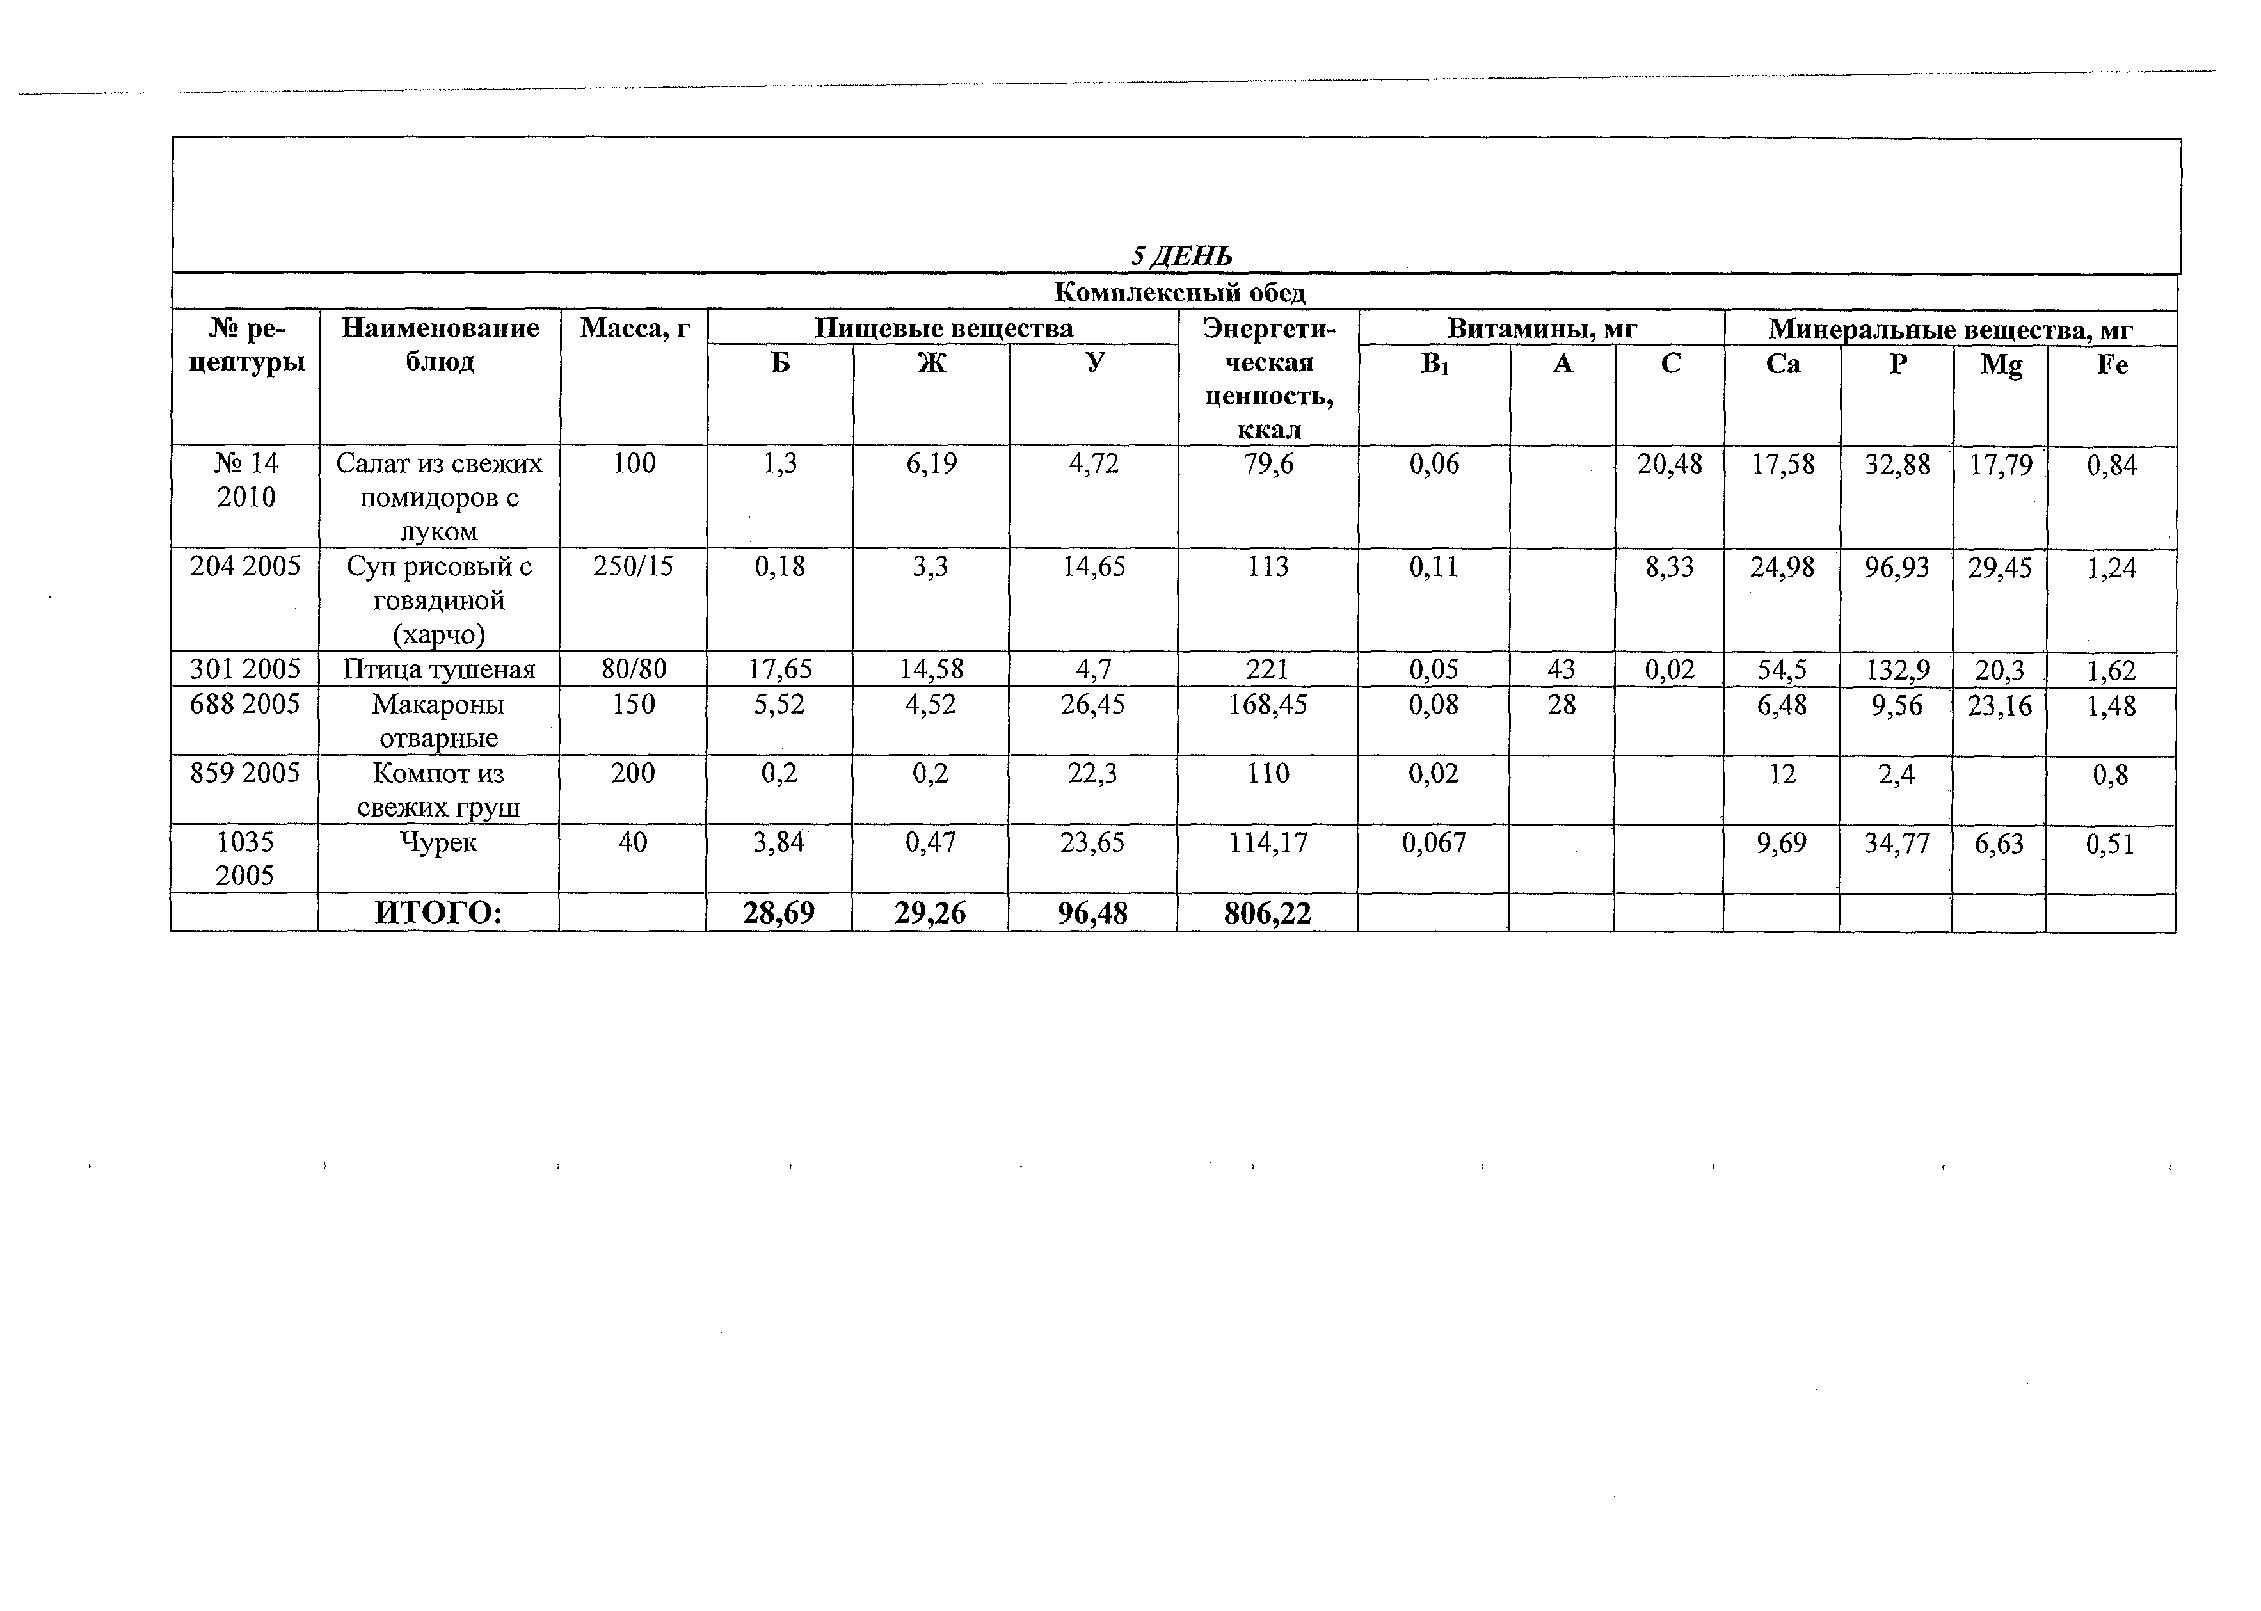 5 ДЕНЬ
Комплексный обед
№ ре- Наименование Масса, г Пищевые вещества Энергети- Витамины, мг Минеральные вещества, мг
цептуры блюд Б Ж У ческая B1 А С Ca P Mg Fe
ценность,
ккал
№ 14 Салат из свежих 100 1,3 6,19 4,72 79,6 0,06 20,48 17,58 32,88 17,79 0,84
2010 помидоров с
луком
204 2005 Суп рисовый с 250/15 0,18 3,3 14,65 113 0,11 8,33 24,98 96,93 29,45 1,24
говядиной
(харчо)
301 2005 Птица тушеная 80/80 17,65 14,58 4,7 221 0,05 43 0,02 54,5 132,9 20,3 1,62
688 2005 Макароны 150 5,52 4,52 26,45 168,45 0,08 28 6,48 9,56 23,16 1,48
отварные
859 2005 Компот из 200 0,2 0,2 22,3 110 0,02 12 2,4 0,8
свежих груш
1035 Чурек 40 3,84 0,47 23,65 114,17 0,067 9,69 34,77 6,63 0,51
2005
ИТОГО: 28,69 29,26 96,48 806,22